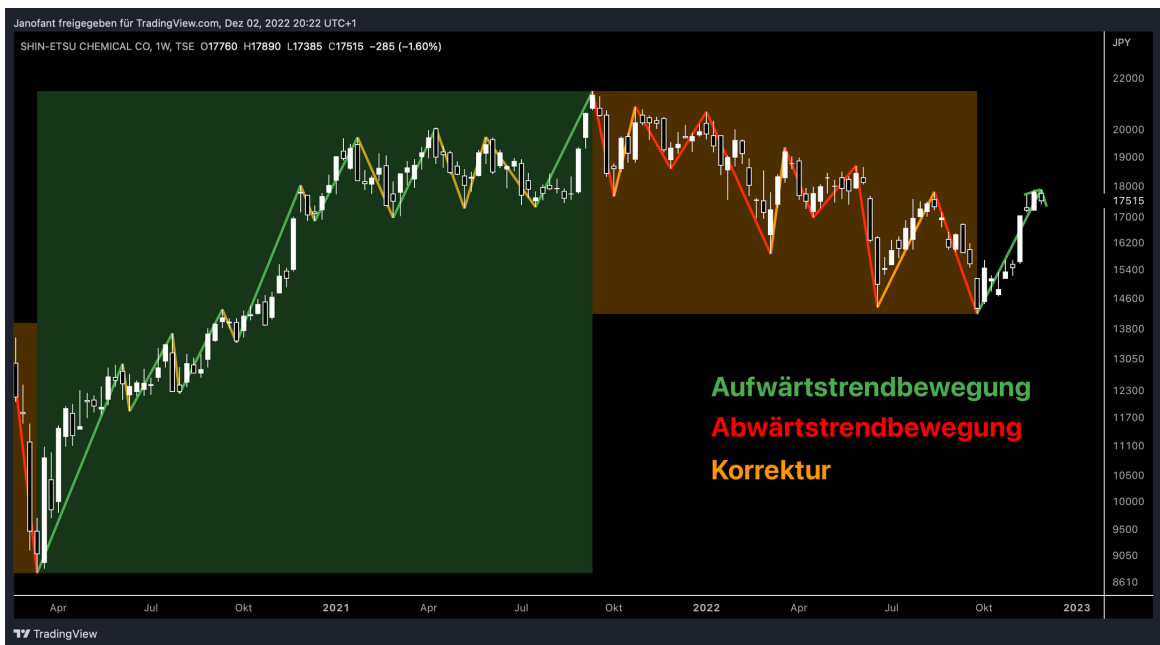 Janofant freigegeben für TradingView.com, Dez 02, 2022 20:22 UTC+1
SHIN-ETSU CHEMICAL CO, 1W, TSE O17760 H17890 L17385 C17515 −285 (−1.60%)
JPY
22000
20000
19000
18000
17515
17000
16200
15400
14600
13800
13050
12300
11700
11100
10500
10000
9500
9050
8610
Aufwärtstrendbewegung
Abwärtstrendbewegung
Korrektur
Apr Jul Okt 2021 Apr Jul Okt 2022 Apr Jul Okt 2023
TradingView